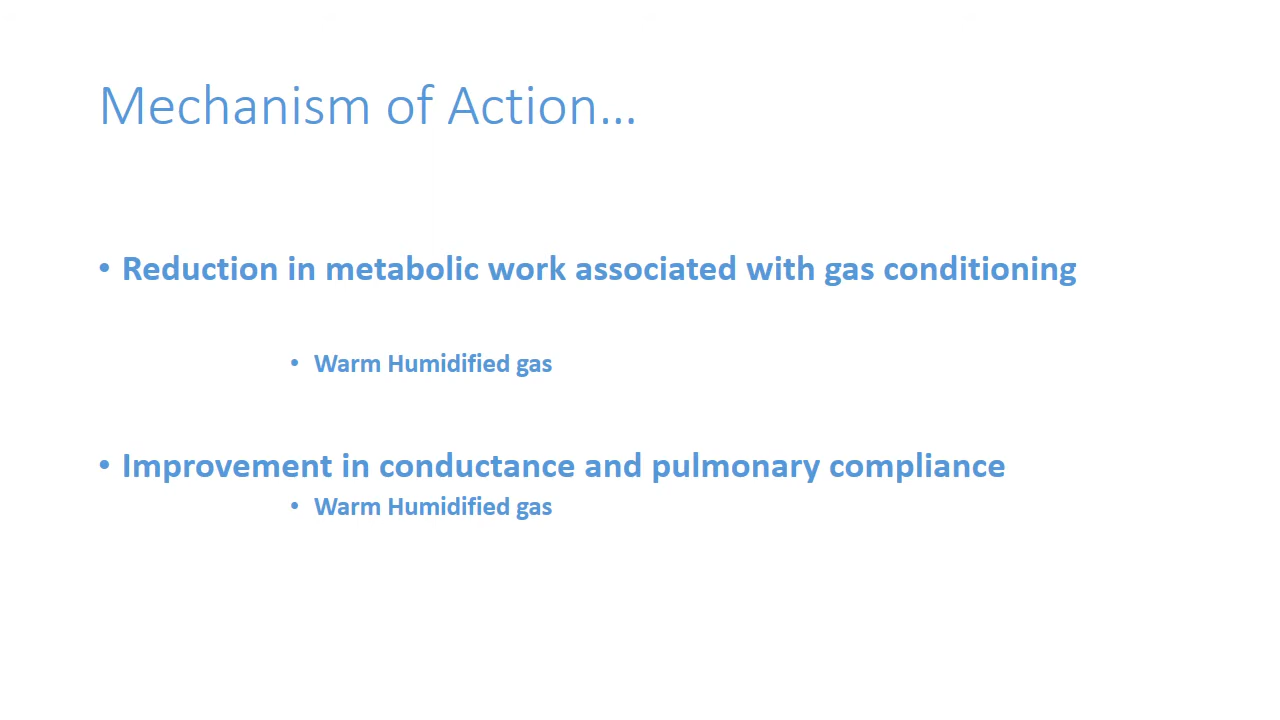 Mechanism of Action...
• Reduction in metabolic work associated with gas conditioning
• Warm Humidified gas
• Improvement in conductance and pulmonary compliance
• Warm Humidified gas